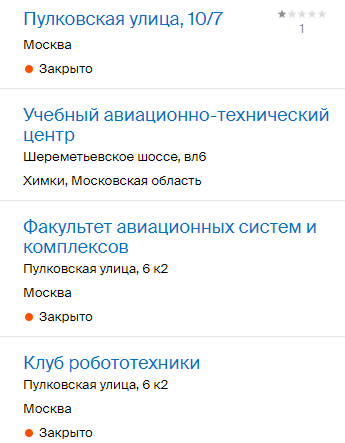 Пулковская улица, 10/7
1
Москва
Закрыто
Учебный авиационно-технический
центр
Шереметьевское шоссе, вл6
Химки, Московская область
Факультет авиационных систем и
комплексов
Пулковская улица, 6 к2
Москва
Закрыто
Клуб робототехники
Пулковская улица, 6 к2
Москва
Закрыто